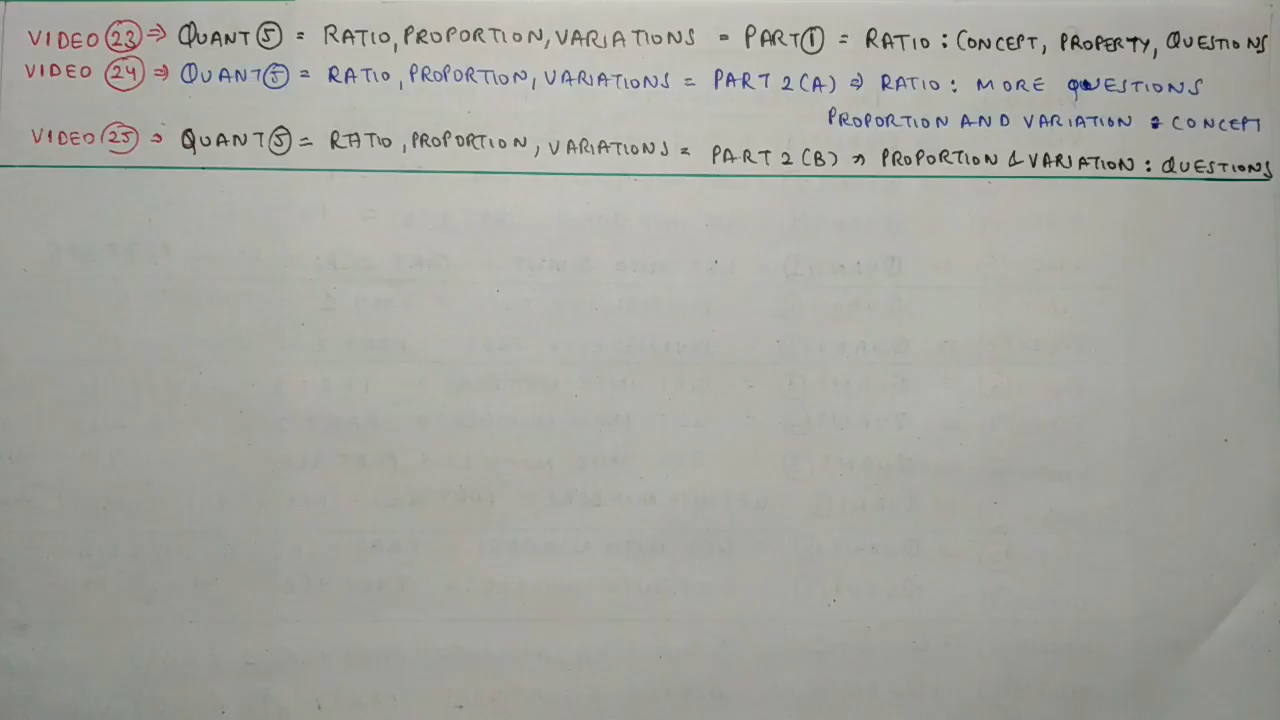 VIDEO 23 ⇒ QUANT 5 = RATIO, PROPORTION, VARIATIONS = PART 1 = RATIO : CONCEPT, PROPERTY, QUESTIONS
VIDEO 24 ⇒ QUANT 5 = RATIO, PROPORTION, VARIATIONS = PART 2 (A) ⇒ RATIO : MORE QUESTIONS
PROPORTION AND VARIATION : CONCEPT
VIDEO 25 ⇒ QUANT 5 = RATIO, PROPORTION, VARIATIONS = PART 2 (B) ⇒ PROPORTION & VARIATION : QUESTIONS